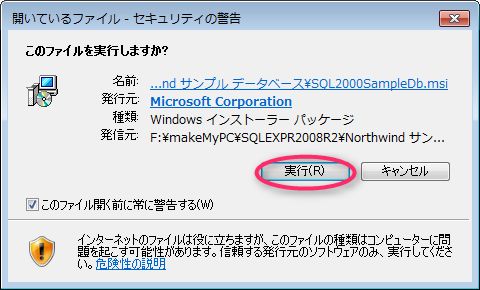 開いているファイル - セキュリティの警告
このファイルを実行しますか?
名前: ...nd サンプル データベース¥SQL2000SampleDb.msi
発行元: Microsoft Corporation
種類: Windows インストーラー パッケージ
発信元: F:¥makeMyPC¥SQLEXPR2008R2¥Northwind サン...
実行(R) キャンセル
このファイル開く前に常に警告する(W)
インターネットのファイルは役に立ちますが、このファイルの種類はコンピューターに問
題を起こす可能性があります。信頼する発行元のソフトウェアのみ、実行してくださ
い。危険性の説明